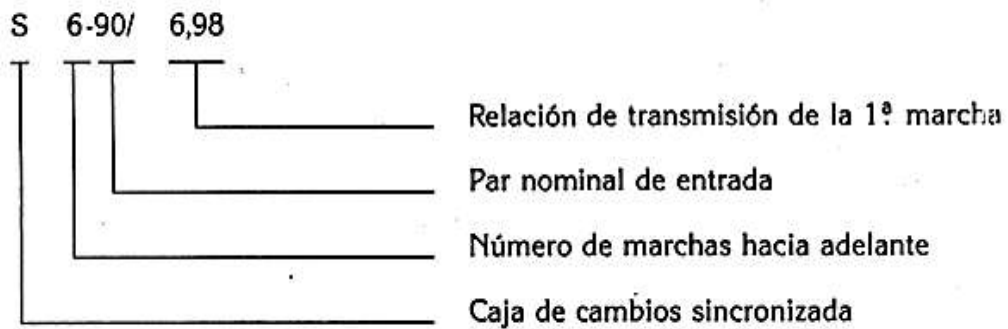 S 6-90/ 6,98
Relación de transmisión de la 1ª marcha
Par nominal de entrada
Número de marchas hacia adelante
Caja de cambios sincronizada